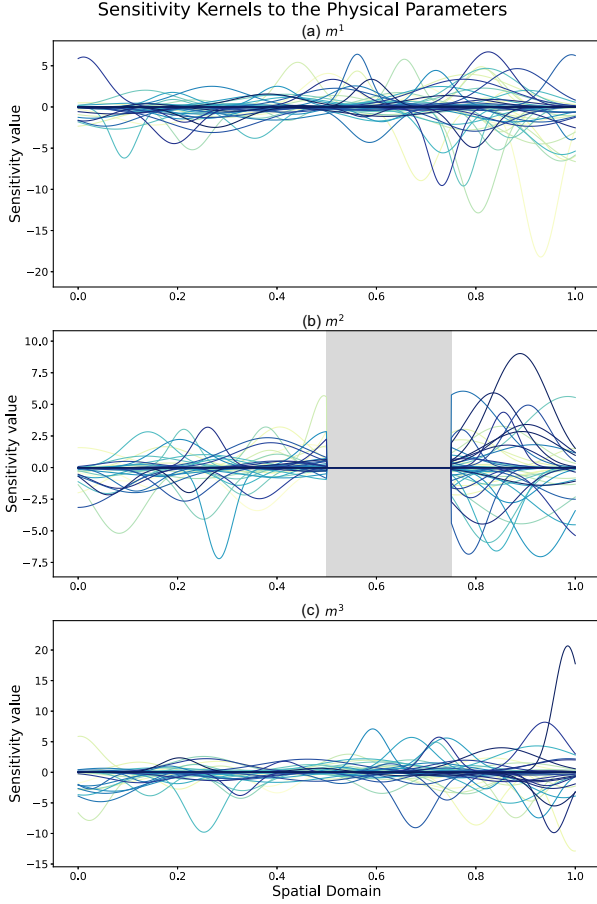 Sensitivity Kernels to the Physical Parameters
(a) m¹
Sensitivity value
5
0
−5
−10
−15
−20
0.0 0.2 0.4 0.6 0.8 1.0
(b) m²
Sensitivity value
10.0
7.5
5.0
2.5
0.0
−2.5
−5.0
−7.5
0.0 0.2 0.4 0.6 0.8 1.0
(c) m³
Sensitivity value
20
15
10
5
0
−5
−10
−15
0.0 0.2 0.4 0.6 0.8 1.0
Spatial Domain